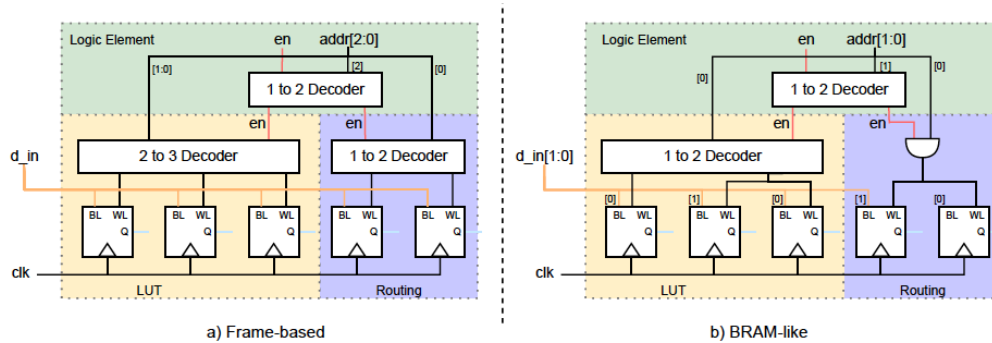 Logic Element
en
addr[2:0]
[1:0]
[2]
[0]
1 to 2 Decoder
en
en
d_in
2 to 3 Decoder
1 to 2 Decoder
BL WL
Q
BL WL
Q
BL WL
Q
BL WL
Q
BL WL
Q
clk
LUT
Routing
a) Frame-based
Logic Element
en
addr[1:0]
[0]
[1]
[0]
1 to 2 Decoder
en
en
d_in[1:0]
1 to 2 Decoder
[0]
BL WL
Q
[1]
BL WL
Q
[0]
BL WL
Q
[1]
BL WL
Q
[0]
BL WL
Q
clk
LUT
Routing
b) BRAM-like